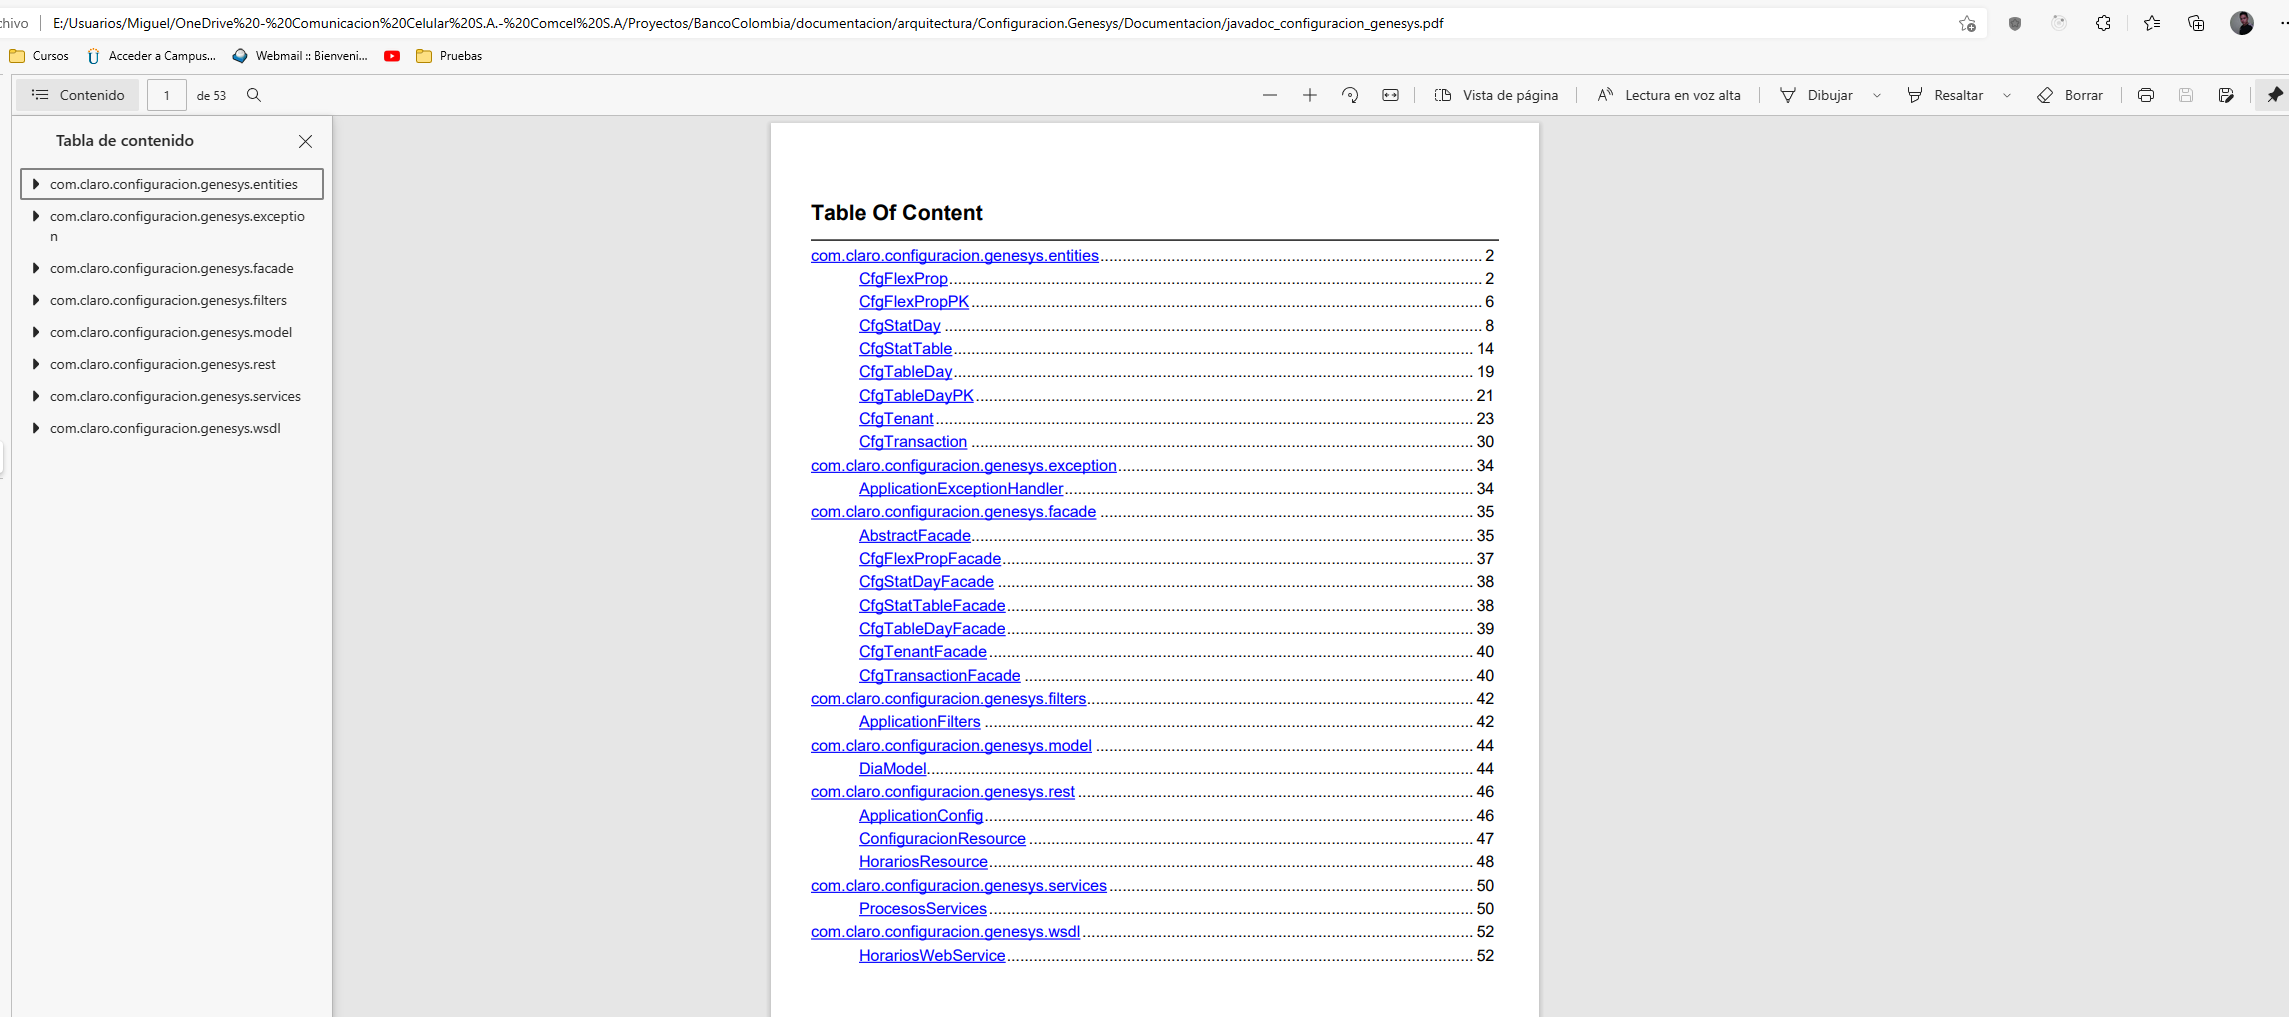 chivo E:/Usuarios/Miguel/OneDrive%20-%20Comunicacion%20Celular%20S.A.-%20Comcel%20S.A/Proyectos/BancoColombia/documentacion/arquitectura/Configuracion.Genesys/Documentacion/javadoc_configuracion_genesys.pdf
Cursos Acceder a Campus... Webmail :: Bienveni... Pruebas
Contenido 1 de 53 Vista de página Lectura en voz alta Dibujar Resaltar Borrar
Tabla de contenido
com.claro.configuracion.genesys.entities
com.claro.configuracion.genesys.exceptio
n
com.claro.configuracion.genesys.facade
com.claro.configuracion.genesys.filters
com.claro.configuracion.genesys.model
com.claro.configuracion.genesys.rest
com.claro.configuracion.genesys.services
com.claro.configuracion.genesys.wsdl
Table Of Content
com.claro.configuracion.genesys.entities 2
CfgFlexProp 2
CfgFlexPropPK 6
CfgStatDay 8
CfgStatTable 14
CfgTableDay 19
CfgTableDayPK 21
CfgTenant 23
CfgTransaction 30
com.claro.configuracion.genesys.exception 34
ApplicationExceptionHandler 34
com.claro.configuracion.genesys.facade 35
AbstractFacade 35
CfgFlexPropFacade 37
CfgStatDayFacade 38
CfgStatTableFacade 38
CfgTableDayFacade 39
CfgTenantFacade 40
CfgTransactionFacade 40
com.claro.configuracion.genesys.filters 42
ApplicationFilters 42
com.claro.configuracion.genesys.model 44
DiaModel 44
com.claro.configuracion.genesys.rest 46
ApplicationConfig 46
ConfiguracionResource 47
HorariosResource 48
com.claro.configuracion.genesys.services 50
ProcesosServices 50
com.claro.configuracion.genesys.wsdl 52
HorariosWebService 52